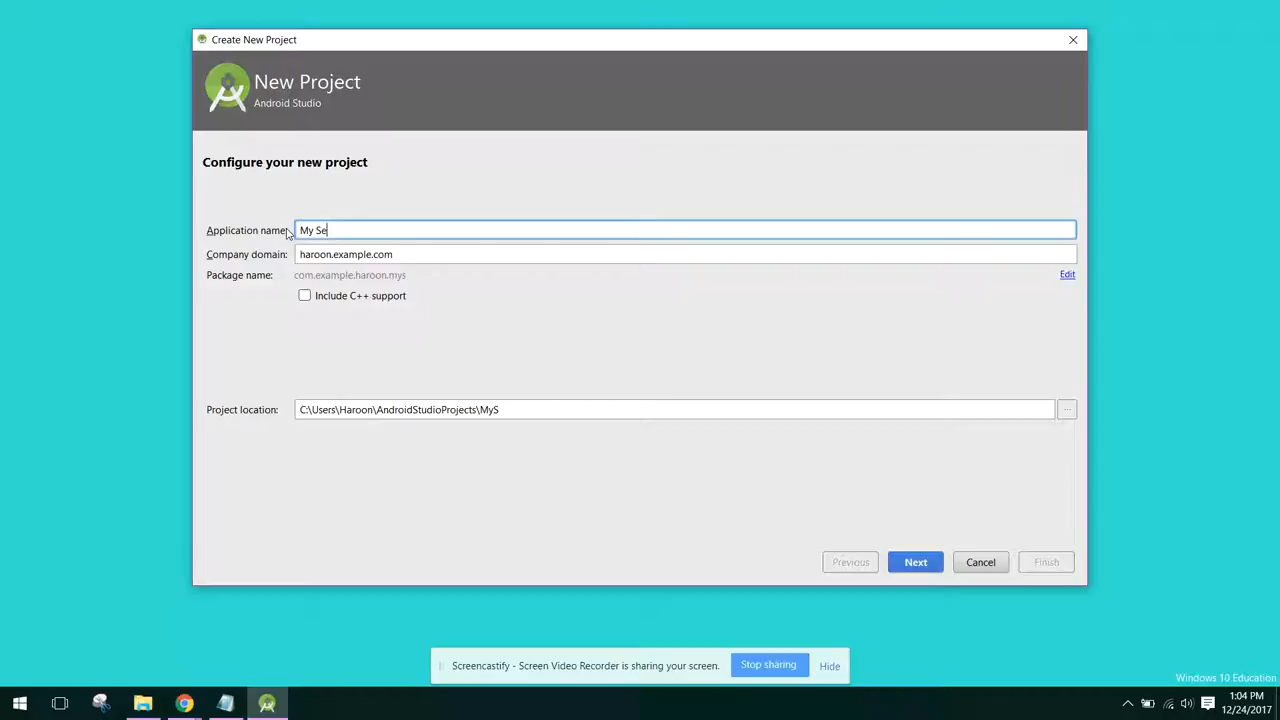 Create New Project
New Project
Android Studio
Configure your new project
Application name: My Se
Company domain: haroon.example.com
Package name: com.example.haroon.mys Edit
Include C++ support
Project location: C:\Users\Haroon\AndroidStudioProjects\MyS ...
Previous Next Cancel Finish
Screencastify - Screen Video Recorder is sharing your screen. Stop sharing Hide
Windows 10 Education
1:04 PM
12/24/2017